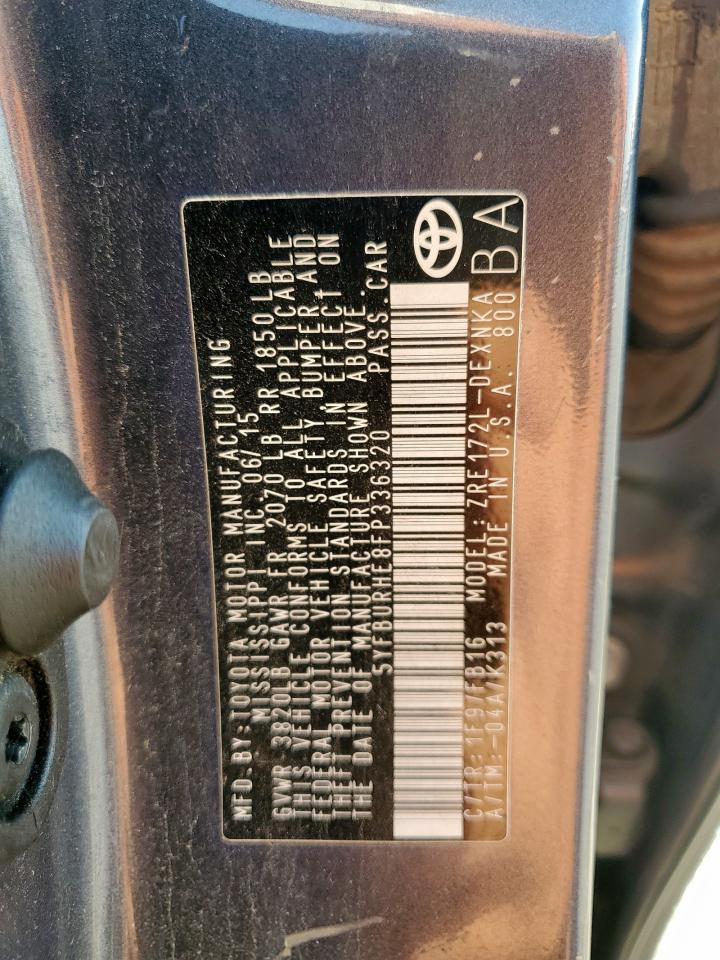 MFD.BY:TOYOTA MOTOR MANUFACTURING
MISSISSIPPI INC. 06/15
GVWR 3820LB GAWR FR 2070 LB RR 1850 LB
THIS VEHICLE CONFORMS TO ALL APPLICABLE
FEDERAL MOTOR VEHICLE SAFETY, BUMPER, AND
THEFT PREVENTION STANDARDS IN EFFECT ON
THE DATE OF MANUFACTURE SHOWN ABOVE.
5YFBURHE8FP336320 PASS.CAR
C/TR: 1F9/FB16 MODEL: ZRE172L-DEXNKA
A/TM:-04A/K313 MADE IN U.S.A. 800
BA